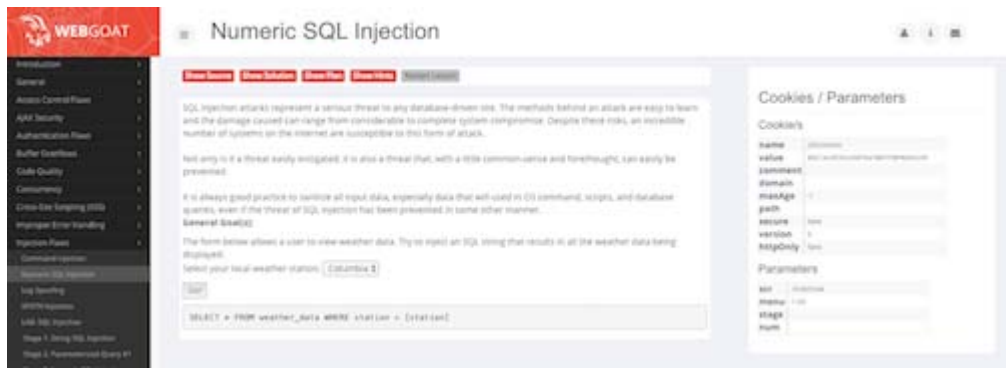 WEBGOAT
Numeric SQL Injection
Introduction
General
Access Control Flaws
AJAX Security
Authentication Flaws
Buffer Overflows
Code Quality
Concurrency
Cross-Site Scripting (XSS)
Improper Error Handling
Injection Flaws
Command Injection
Numeric SQL Injection
Log Spoofing
XPATH Injection
LAB: SQL Injection
Stage 1: String SQL Injection
Stage 2: Parameterized Query #1
Show Source Show Solution Show Plan Show Hints Restart Lesson
SQL injection attacks represent a serious threat to any database-driven site. The methods behind an attack are easy to learn
and the damage caused can range from considerable to complete system compromise. Despite these risks, an incredible
number of systems on the internet are susceptible to this form of attack.
Not only is it a threat easily instigated, it is also a threat that, with a little common-sense and forethought, can easily be
prevented.
It is always good practice to sanitize all input data, especially data that will used in OS command, scripts, and database
queries, even if the threat of SQL injection has been prevented in some other manner.
General Goal(s):
The form below allows a user to view weather data. Try to inject an SQL string that results in all the weather data being
displayed.
Select your local weather station: Columbia
Go!
SELECT * FROM weather_data WHERE station = [station]
Cookies / Parameters
Cookie/s
name
value
comment
domain
maxAge -1
path
secure false
version 0
httpOnly false
Parameters
scr
menu
stage
num